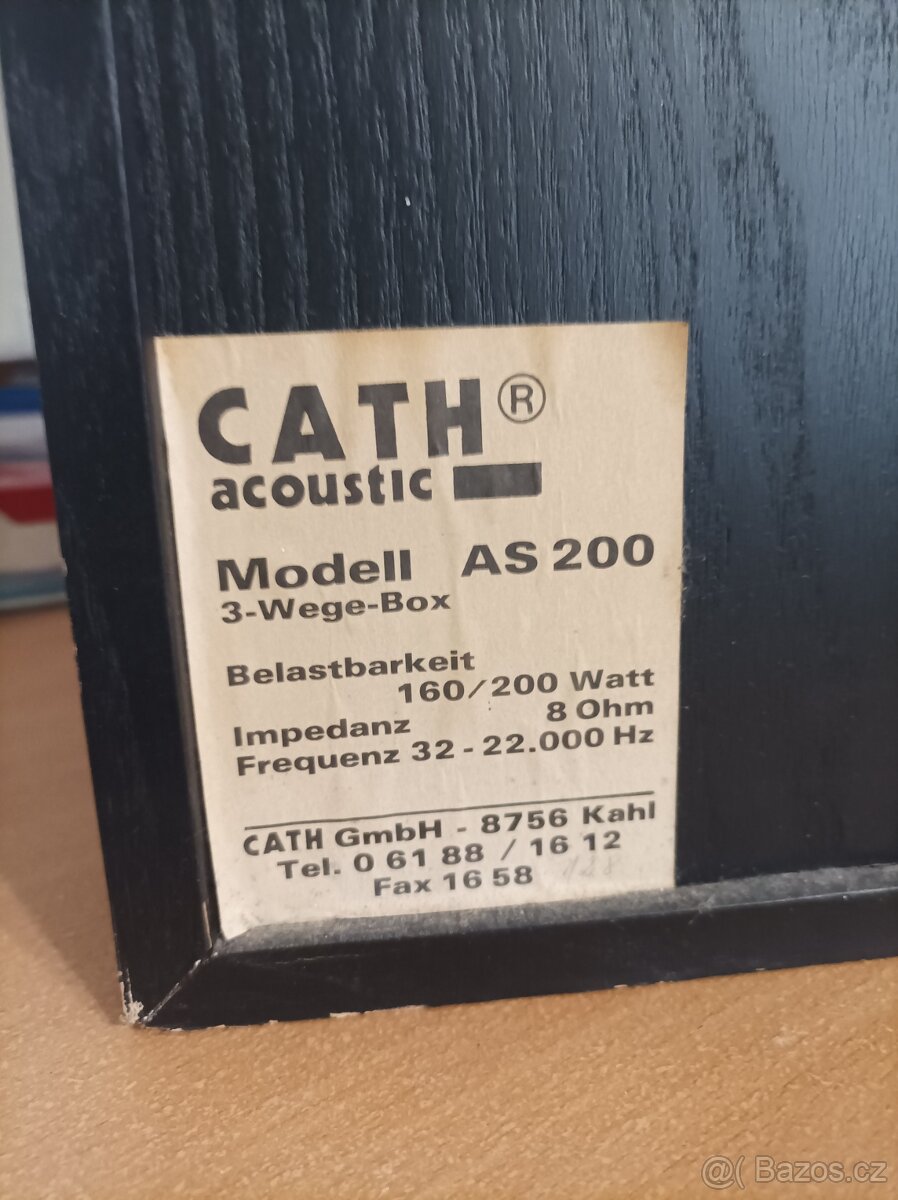 CATH®
acoustic
Modell AS 200
3-Wege-Box
Belastbarkeit
160/200 Watt
Impedanz 8 Ohm
Frequenz 32 - 22.000 Hz
CATH GmbH - 8756 Kahl
Tel. 0 61 88 / 16 12
Fax 16 58
@( Bazos.cz